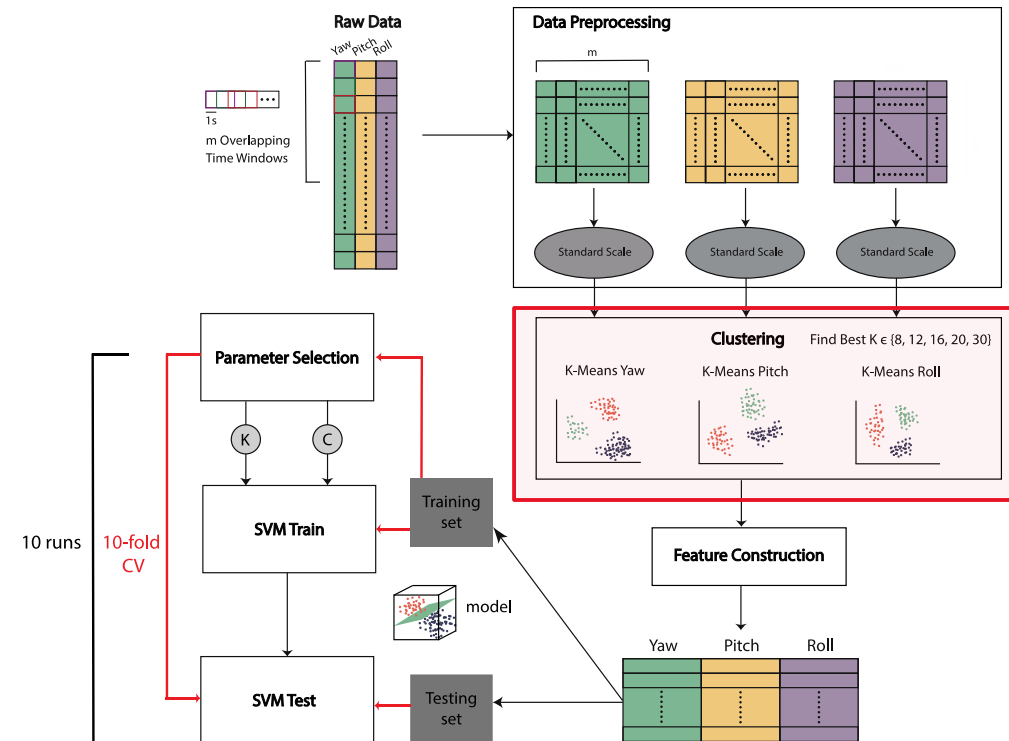 Raw Data
Yaw
Pitch
Roll
1s
m Overlapping
Time Windows
Data Preprocessing
m
Standard Scale
Standard Scale
Standard Scale
Clustering
Find Best K ϵ {8, 12, 16, 20, 30}
K-Means Yaw
K-Means Pitch
K-Means Roll
Parameter Selection
K
C
SVM Train
Training
set
10 runs
10-fold
CV
model
Feature Construction
Yaw
Pitch
Roll
SVM Test
Testing
set